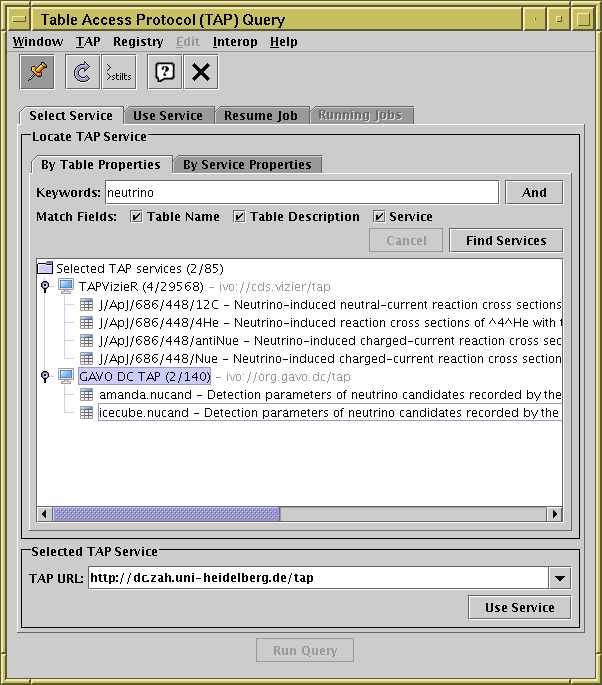 Table Access Protocol (TAP) Query
Window TAP Registry Edit Interop Help
>_stilts
Select Service Use Service Resume Job Running Jobs
Locate TAP Service
By Table Properties By Service Properties
Keywords: neutrino And
Match Fields: Table Name Table Description Service
Cancel Find Services
Selected TAP services (2/85)
TAPVizieR (4/29568) - ivo://cds.vizier/tap
J/ApJ/686/448/12C - Neutrino-induced neutral-current reaction cross sections
J/ApJ/686/448/4He - Neutrino-induced reaction cross sections of ^4^He with t
J/ApJ/686/448/antiNue - Neutrino-induced charged-current reaction cross sec
J/ApJ/686/448/Nue - Neutrino-induced charged-current reaction cross section
GAVO DC TAP (2/140) - ivo://org.gavo.dc/tap
amanda.nucand - Detection parameters of neutrino candidates recorded by the
icecube.nucand - Detection parameters of neutrino candidates recorded by the
Selected TAP Service
TAP URL: http://dc.zah.uni-heidelberg.de/tap
Use Service
Run Query